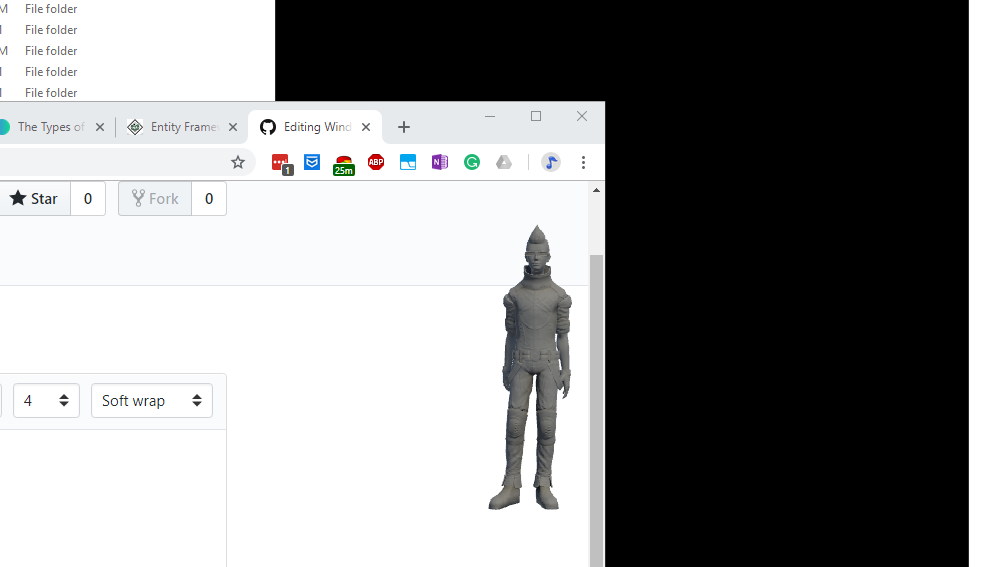 M File folder
File folder
M File folder
File folder
File folder
The Types of
Entity Frame
Editing Wind
1
25m
ABP
N
Star 0 Fork 0
4 Soft wrap